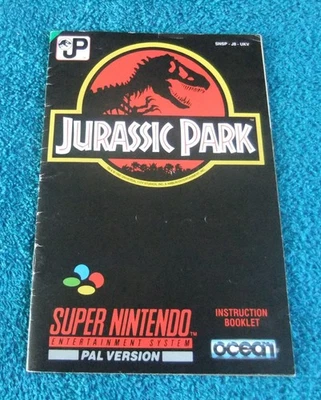 JP
SNSP - J8 - UKV
JURASSIC PARK
SUPER NINTENDO
ENTERTAINMENT SYSTEM
PAL VERSION
INSTRUCTION
BOOKLET
ocean